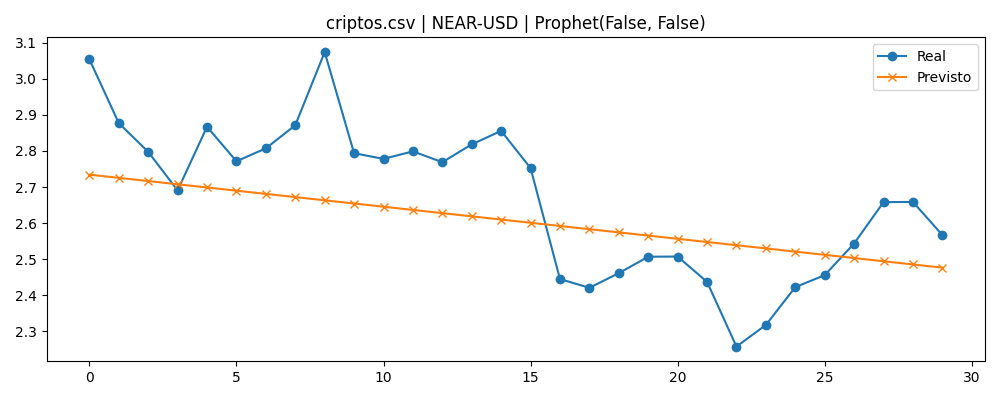 criptos.csv | NEAR-USD | Prophet(False, False)
Real
Previsto
3.1
3.0
2.9
2.8
2.7
2.6
2.5
2.4
2.3
0 5 10 15 20 25 30